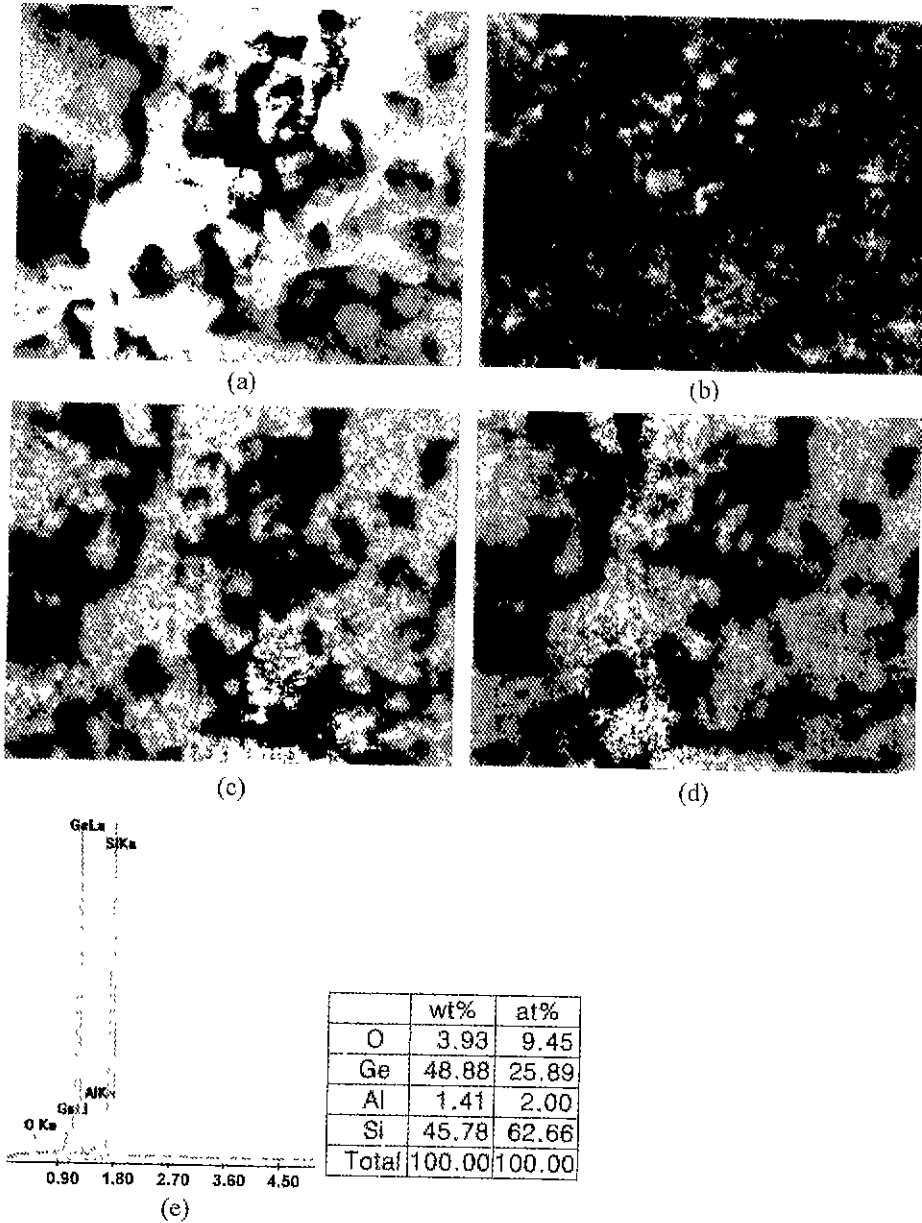 (a)
(b)
(c)
(d)
GeLa
SiKa
AlK
O Ka
0.90 1.80 2.70 3.60 4.50
(e)
wt% at%
O 3.93 9.45
Ge 48.88 25.89
Al 1.41 2.00
Si 45.78 62.66
Total 100.00 100.00